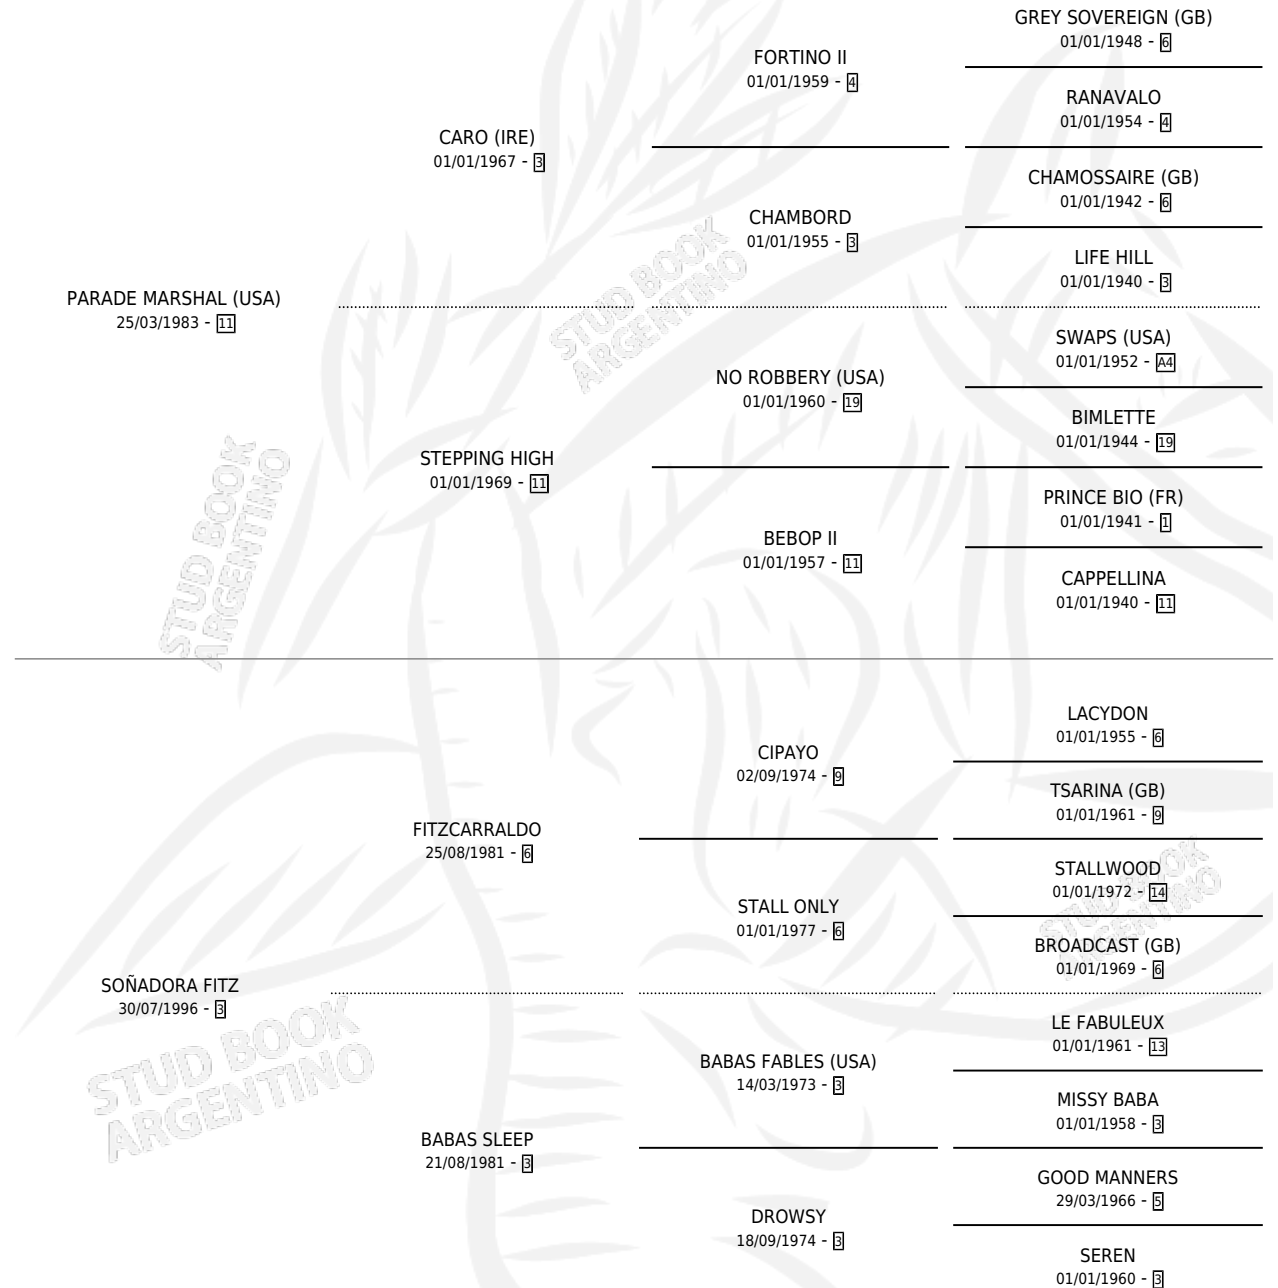 GREY SOVEREIGN (GB)
01/01/1948 - 6
FORTINO II
01/01/1959 - 4
RANAVALO
01/01/1954 - 4
CARO (IRE)
01/01/1967 - 3
CHAMOSSAIRE (GB)
01/01/1942 - 6
CHAMBORD
01/01/1955 - 3
LIFE HILL
01/01/1940 - 3
PARADE MARSHAL (USA)
25/03/1983 - 11
SWAPS (USA)
01/01/1952 - A4
NO ROBBERY (USA)
01/01/1960 - 19
BIMLETTE
01/01/1944 - 19
STEPPING HIGH
01/01/1969 - 11
PRINCE BIO (FR)
01/01/1941 - 1
BEBOP II
01/01/1957 - 11
CAPPELLINA
01/01/1940 - 11
LACYDON
01/01/1955 - 6
CIPAYO
02/09/1974 - 9
TSARINA (GB)
01/01/1961 - 9
FITZCARRALDO
25/08/1981 - 6
STALLWOOD
01/01/1972 - 14
STALL ONLY
01/01/1977 - 6
BROADCAST (GB)
01/01/1969 - 6
SOÑADORA FITZ
30/07/1996 - 3
LE FABULEUX
01/01/1961 - 13
BABAS FABLES (USA)
14/03/1973 - 3
MISSY BABA
01/01/1958 - 3
BABAS SLEEP
21/08/1981 - 3
GOOD MANNERS
29/03/1966 - 5
DROWSY
18/09/1974 - 3
SEREN
01/01/1960 - 3
STUD BOOK
ARGENTINO
STUD BOOK
ARGENTINO
STUD BOOK
ARGENTINO
STUD BOOK
ARGENTINO